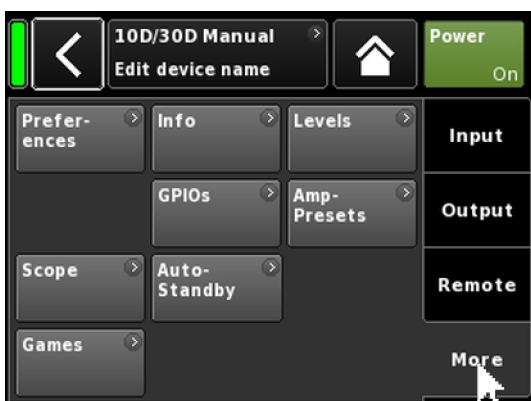 10D/30D Manual
Edit device name
Power
On
Prefer-
ences
Info
Levels
Input
GPIOs
Amp-
Presets
Output
Scope
Auto-
Standby
Remote
Games
More